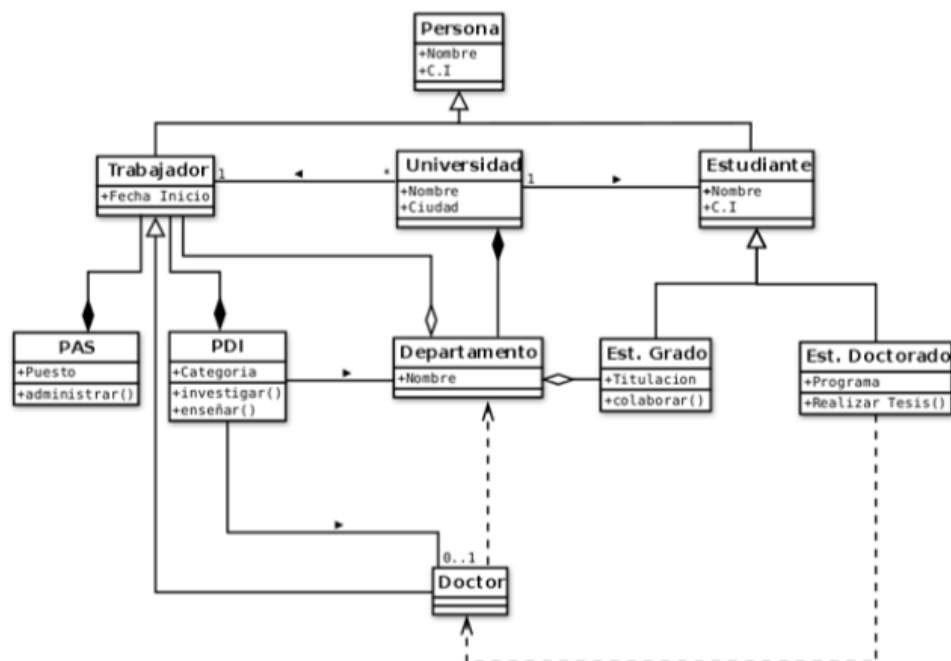 Persona
+Nombre
+C.I
Trabajador
+Fecha Inicio
1
*
Universidad
+Nombre
+Ciudad
1
Estudiante
+Nombre
+C.I
PAS
+Puesto
+administrar()
PDI
+Categoria
+investigar()
+enseñar()
Departamento
+Nombre
Est. Grado
+Titulacion
+colaborar()
Est. Doctorado
+Programa
+Realizar Tesis()
0..1
Doctor